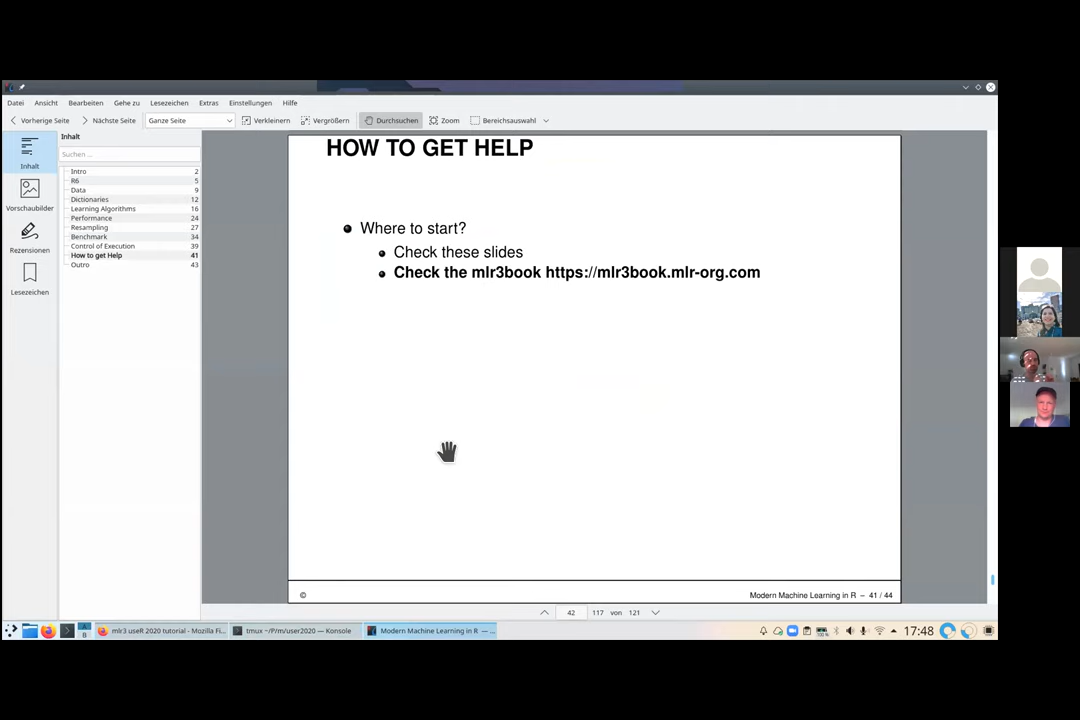 Datei Ansicht Bearbeiten Gehe zu Lesezeichen Extras Einstellungen Hilfe
Vorherige Seite Nächste Seite Ganze Seite Verkleinern Vergrößern Durchsuchen Zoom Bereichsauswahl
Inhalt
Vorschaubilder
Rezensionen
Lesezeichen
Inhalt
Suchen ...
Intro 2
R6 5
Data 9
Dictionaries 12
Learning Algorithms 16
Performance 24
Resampling 27
Benchmark 34
Control of Execution 39
How to get Help 41
Outro 43
HOW TO GET HELP
Where to start?
Check these slides
Check the mlr3book https://mlr3book.mlr-org.com
© Modern Machine Learning in R – 41 / 44
42 117 von 121
mlr3 useR 2020 tutorial - Mozilla Fi... tmux ~/P/m/user2020 — Konsole Modern Machine Learning in R — ... 17:48